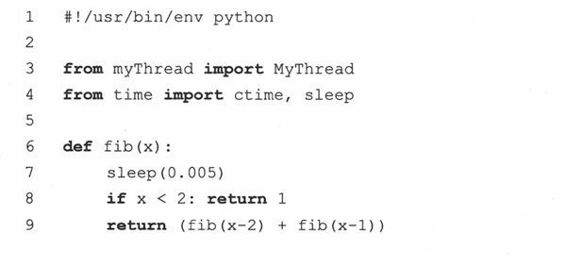 1 #!/usr/bin/env python
2
3 from myThread import MyThread
4 from time import ctime, sleep
5
6 def fib(x):
7     sleep(0.005)
8     if x < 2: return 1
9     return (fib(x-2) + fib(x-1))